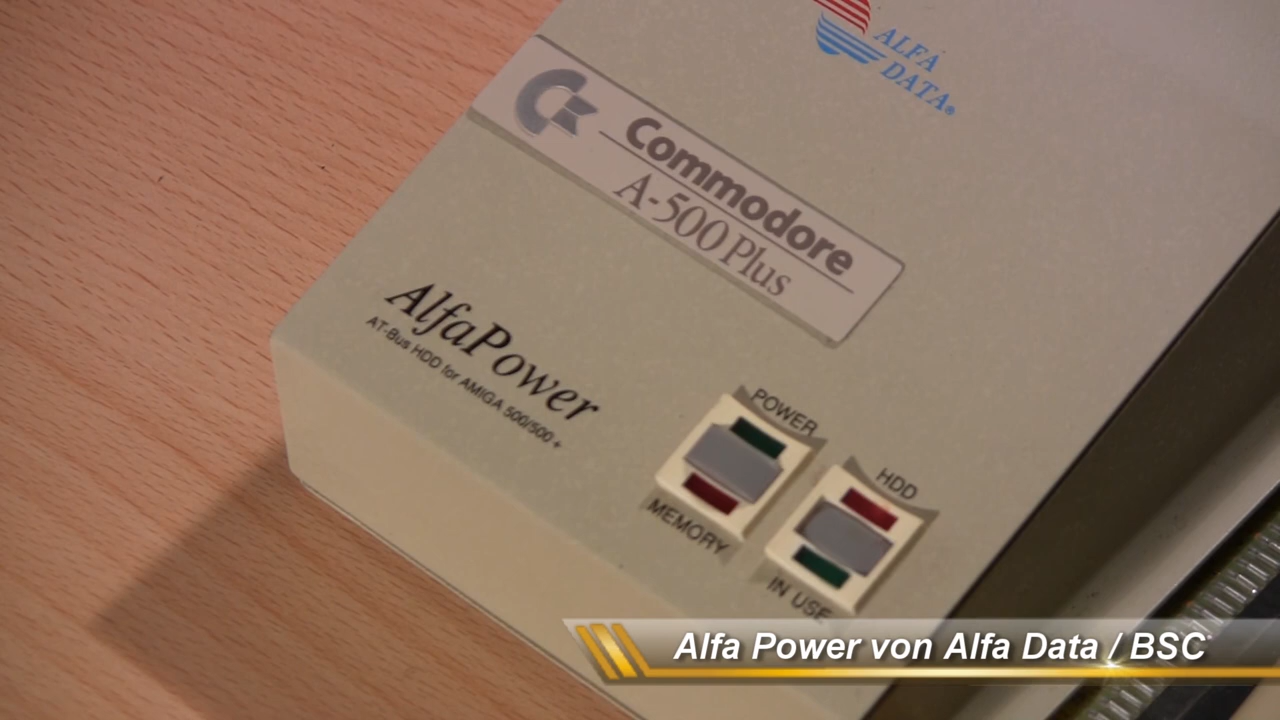 ALFA
DATA®
Commodore
A-500 Plus
AlfaPower
AT-Bus HDD for AMIGA 500/500+
POWER
HDD
MEMORY
IN USE
Alfa Power von Alfa Data / BSC